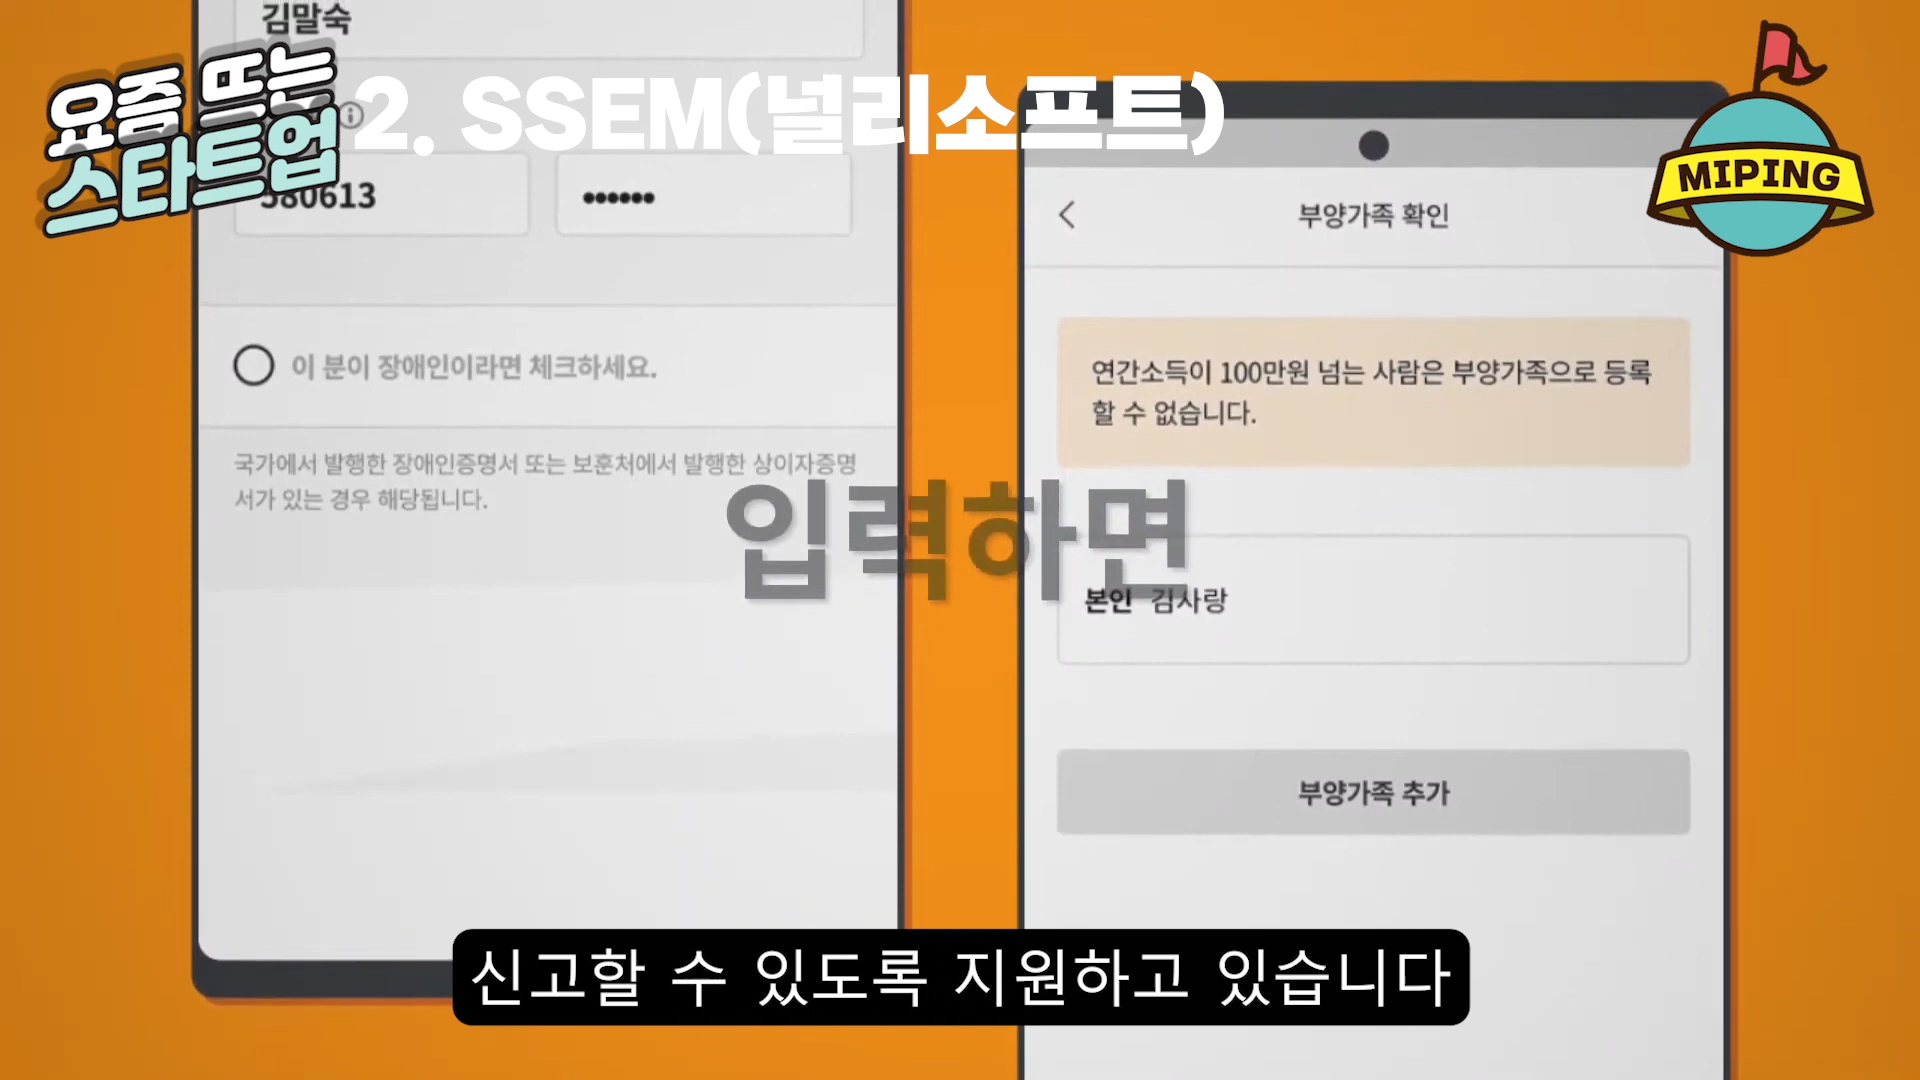 김말숙
요즘 뜨는
스타트업
2. SSEM(널리소프트)
MIPING
580613
••••••
부양가족 확인
이 분이 장애인이라면 체크하세요.
연간소득이 100만원 넘는 사람은 부양가족으로 등록
할 수 없습니다.
국가에서 발행한 장애인증명서 또는 보훈처에서 발행한 상이자증명
서가 있는 경우 해당됩니다.
입력하면
본인 김사랑
부양가족 추가
신고할 수 있도록 지원하고 있습니다